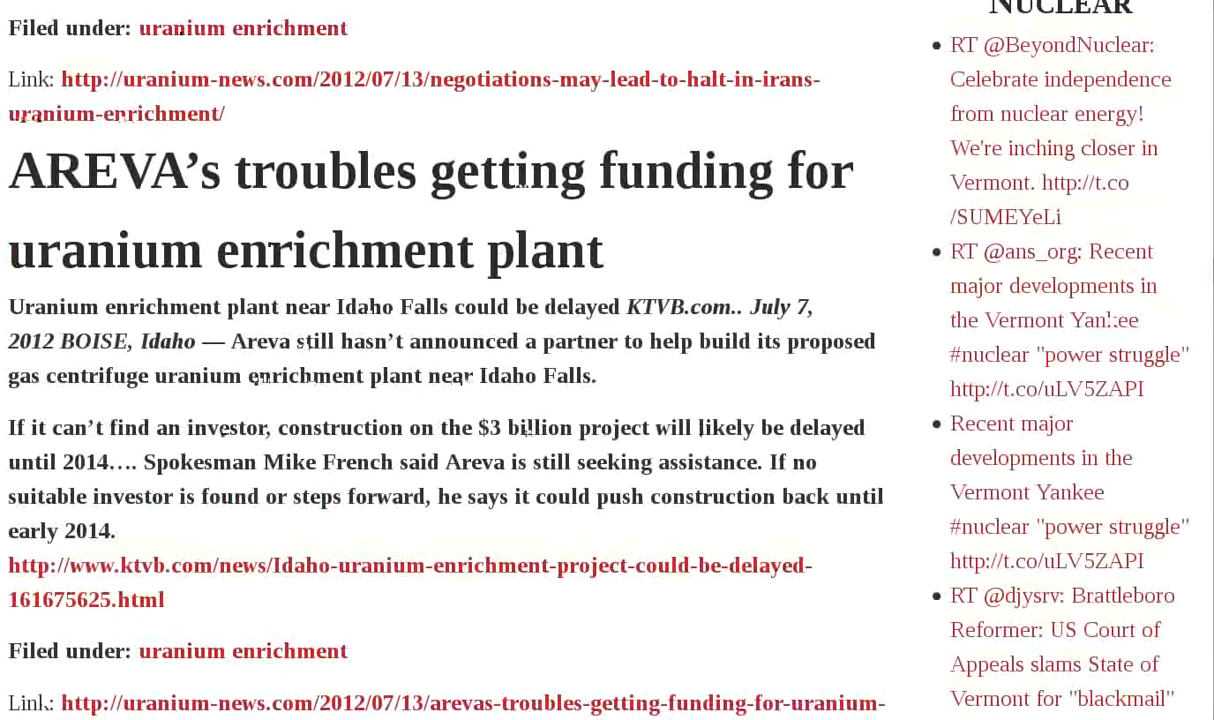 Filed under: uranium enrichment
Link: http://uranium-news.com/2012/07/13/negotiations-may-lead-to-halt-in-irans-
uranium-enrichment/
AREVA’s troubles getting funding for
uranium enrichment plant
Uranium enrichment plant near Idaho Falls could be delayed KTVB.com.. July 7,
2012 BOISE, Idaho — Areva still hasn’t announced a partner to help build its proposed
gas centrifuge uranium enrichment plant near Idaho Falls.
If it can’t find an investor, construction on the $3 billion project will likely be delayed
until 2014…. Spokesman Mike French said Areva is still seeking assistance. If no
suitable investor is found or steps forward, he says it could push construction back until
early 2014.
http://www.ktvb.com/news/Idaho-uranium-enrichment-project-could-be-delayed-
161675625.html
Filed under: uranium enrichment
Link: http://uranium-news.com/2012/07/13/arevas-troubles-getting-funding-for-uranium-
NUCLEAR
RT @BeyondNuclear:
Celebrate independence
from nuclear energy!
We're inching closer in
Vermont. http://t.co
/SUMEYeLi
RT @ans_org: Recent
major developments in
the Vermont Yankee
#nuclear "power struggle"
http://t.co/uLV5ZAPI
Recent major
developments in the
Vermont Yankee
#nuclear "power struggle"
http://t.co/uLV5ZAPI
RT @djysrv: Brattleboro
Reformer: US Court of
Appeals slams State of
Vermont for "blackmail"